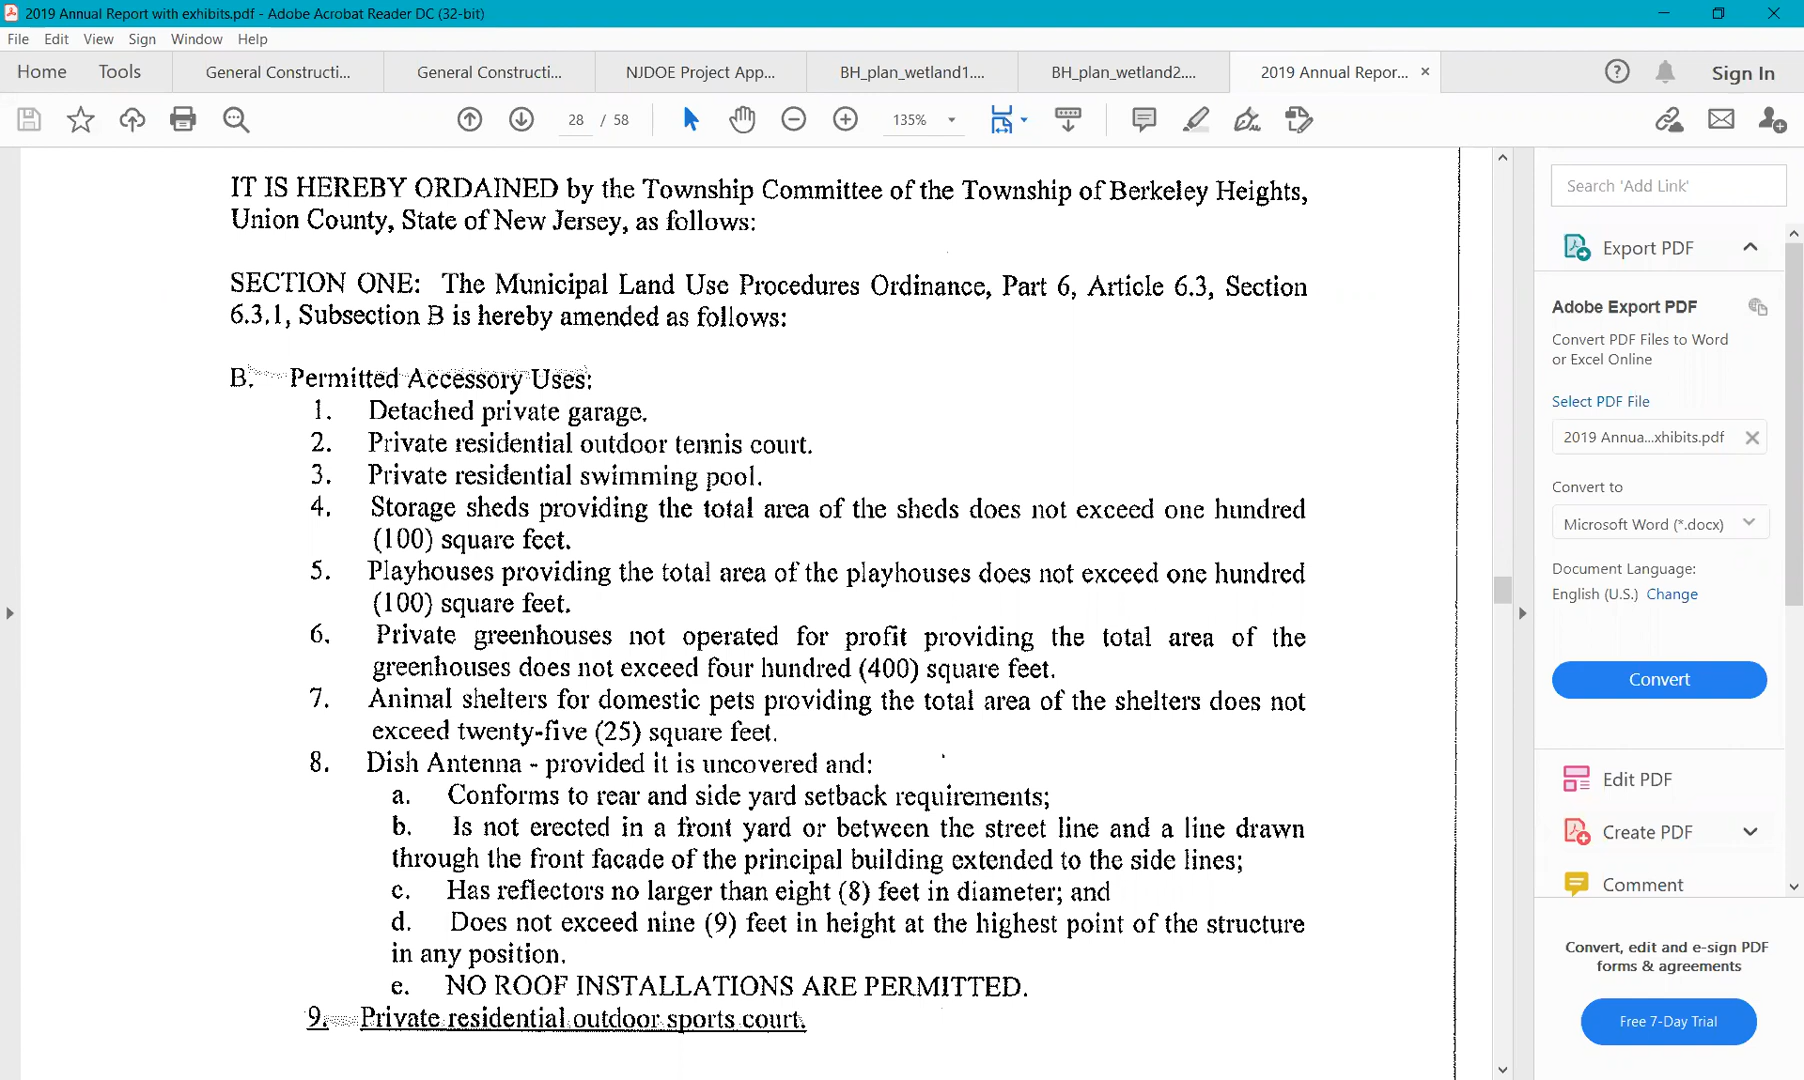 2019 Annual Report with exhibits.pdf - Adobe Acrobat Reader DC (32-bit)
File Edit View Sign Window Help
Home Tools General Constructi... General Constructi... NJDOE Project App... BH_plan_wetland1.... BH_plan_wetland2.... 2019 Annual Repor... × Sign In
28 / 58 135%
IT IS HEREBY ORDAINED by the Township Committee of the Township of Berkeley Heights,
Union County, State of New Jersey, as follows:
SECTION ONE: The Municipal Land Use Procedures Ordinance, Part 6, Article 6.3, Section
6.3.1, Subsection B is hereby amended as follows:
B. Permitted Accessory Uses:
1. Detached private garage.
2. Private residential outdoor tennis court.
3. Private residential swimming pool.
4. Storage sheds providing the total area of the sheds does not exceed one hundred
(100) square feet.
5. Playhouses providing the total area of the playhouses does not exceed one hundred
(100) square feet.
6. Private greenhouses not operated for profit providing the total area of the
greenhouses does not exceed four hundred (400) square feet.
7. Animal shelters for domestic pets providing the total area of the shelters does not
exceed twenty-five (25) square feet.
8. Dish Antenna - provided it is uncovered and:
a. Conforms to rear and side yard setback requirements;
b. Is not erected in a front yard or between the street line and a line drawn
through the front facade of the principal building extended to the side lines;
c. Has reflectors no larger than eight (8) feet in diameter; and
d. Does not exceed nine (9) feet in height at the highest point of the structure
in any position.
e. NO ROOF INSTALLATIONS ARE PERMITTED.
9. Private residential outdoor sports court.
Search 'Add Link'
Export PDF
Adobe Export PDF
Convert PDF Files to Word
or Excel Online
Select PDF File
2019 Annua...xhibits.pdf
Convert to
Microsoft Word (*.docx)
Document Language:
English (U.S.) Change
Convert
Edit PDF
Create PDF
Comment
Convert, edit and e-sign PDF
forms & agreements
Free 7-Day Trial